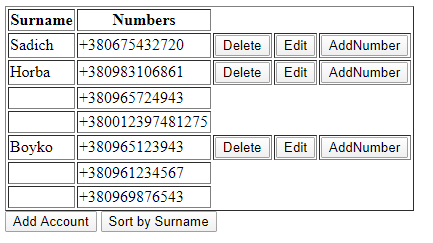 Surname Numbers
Sadich +380675432720 Delete Edit AddNumber
Horba +380983106861 Delete Edit AddNumber
+380965724943
+380012397481275
Boyko +380965123943 Delete Edit AddNumber
+380961234567
+380969876543
Add Account Sort by Surname